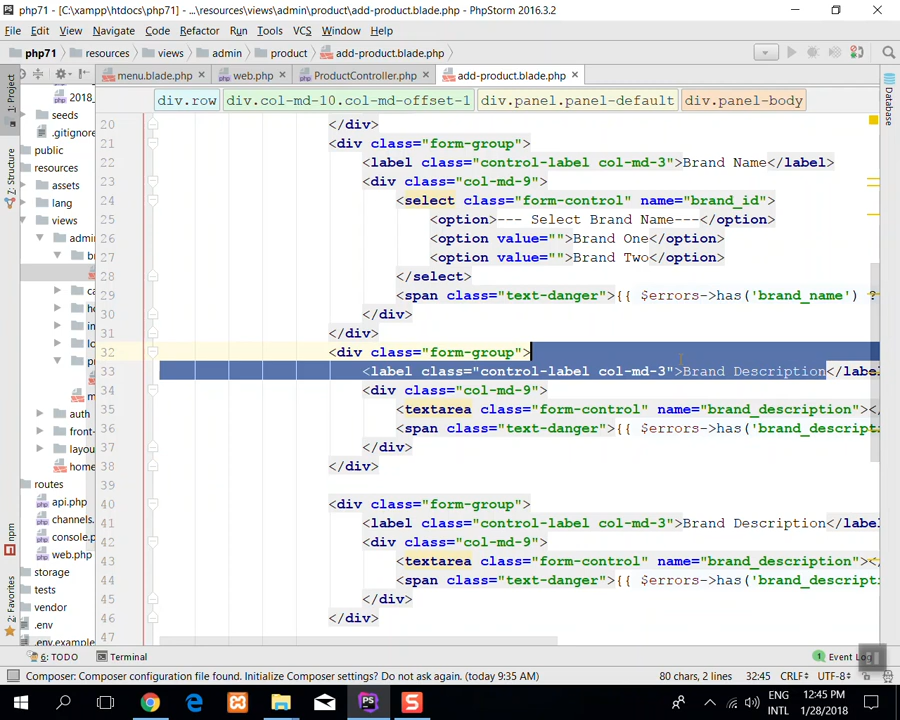 php71 - [C:\xampp\htdocs\php71] - ...\resources\views\admin\product\add-product.blade.php - PhpStorm 2016.3.2
File Edit View Navigate Code Refactor Run Tools VCS Window Help
php71 resources views admin product add-product.blade.php
menu.blade.php web.php ProductController.php add-product.blade.php
div.row div.col-md-10.col-md-offset-1 div.panel.panel-default div.panel-body
1: Project
7: Structure
npm
2: Favorites
Database
2018_
seeds
.gitignore
public
resources
assets
lang
views
admin
auth
front-
layou
home
routes
api.php
channels.
console.p
web.php
storage
tests
vendor
.env
.env.example
20 </div>
21 <div class="form-group">
22 <label class="control-label col-md-3">Brand Name</label>
23 <div class="col-md-9">
24 <select class="form-control" name="brand_id">
25 <option>--- Select Brand Name---</option>
26 <option value="">Brand One</option>
27 <option value="">Brand Two</option>
28 </select>
29 <span class="text-danger">{{ $errors->has('brand_name') ?
30 </div>
31 </div>
32 <div class="form-group">
33 <label class="control-label col-md-3">Brand Description</label
34 <div class="col-md-9">
35 <textarea class="form-control" name="brand_description"></
36 <span class="text-danger">{{ $errors->has('brand_descript
37 </div>
38 </div>
39
40 <div class="form-group">
41 <label class="control-label col-md-3">Brand Description</label
42 <div class="col-md-9">
43 <textarea class="form-control" name="brand_description"></
44 <span class="text-danger">{{ $errors->has('brand_descripti
45 </div>
46 </div>
47
6: TODO Terminal 1 Event Log
Composer: Composer configuration file found. Initialize Composer settings? Do not ask again. (today 9:35 AM) 80 chars, 2 lines 32:45 CRLF UTF-8
ENG
INTL
12:45 PM
1/28/2018